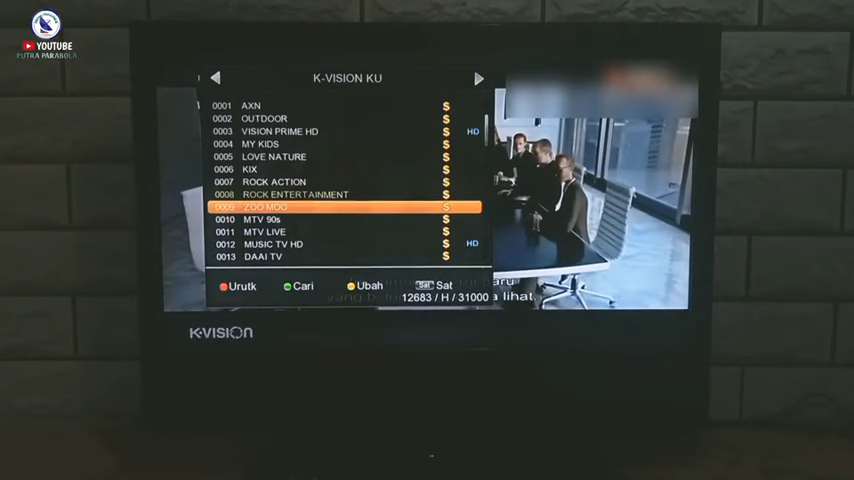 YOUTUBE
PUTRA PARABOLA
K-VISION KU
0001 AXN $
0002 OUTDOOR $
0003 VISION PRIME HD $ HD
0004 MY KIDS $
0005 LOVE NATURE $
0006 KIX $
0007 ROCK ACTION $
0008 ROCK ENTERTAINMENT $
0009 ZOO MOO $
0010 MTV 90s $
0011 MTV LIVE $
0012 MUSIC TV HD $ HD
0013 DAAI TV $
Urutk Cari Ubah Sat Sat
12683 / H / 31000
lihat.
K-VISION